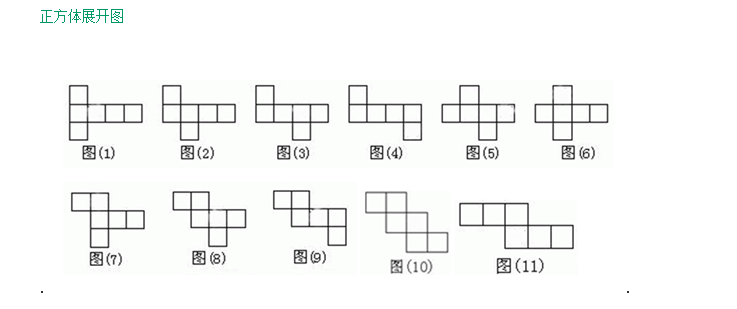 正方体展开图
图(1) 图(2) 图(3) 图(4) 图(5) 图(6)
图(7) 图(8) 图(9) 图(10) 图(11)